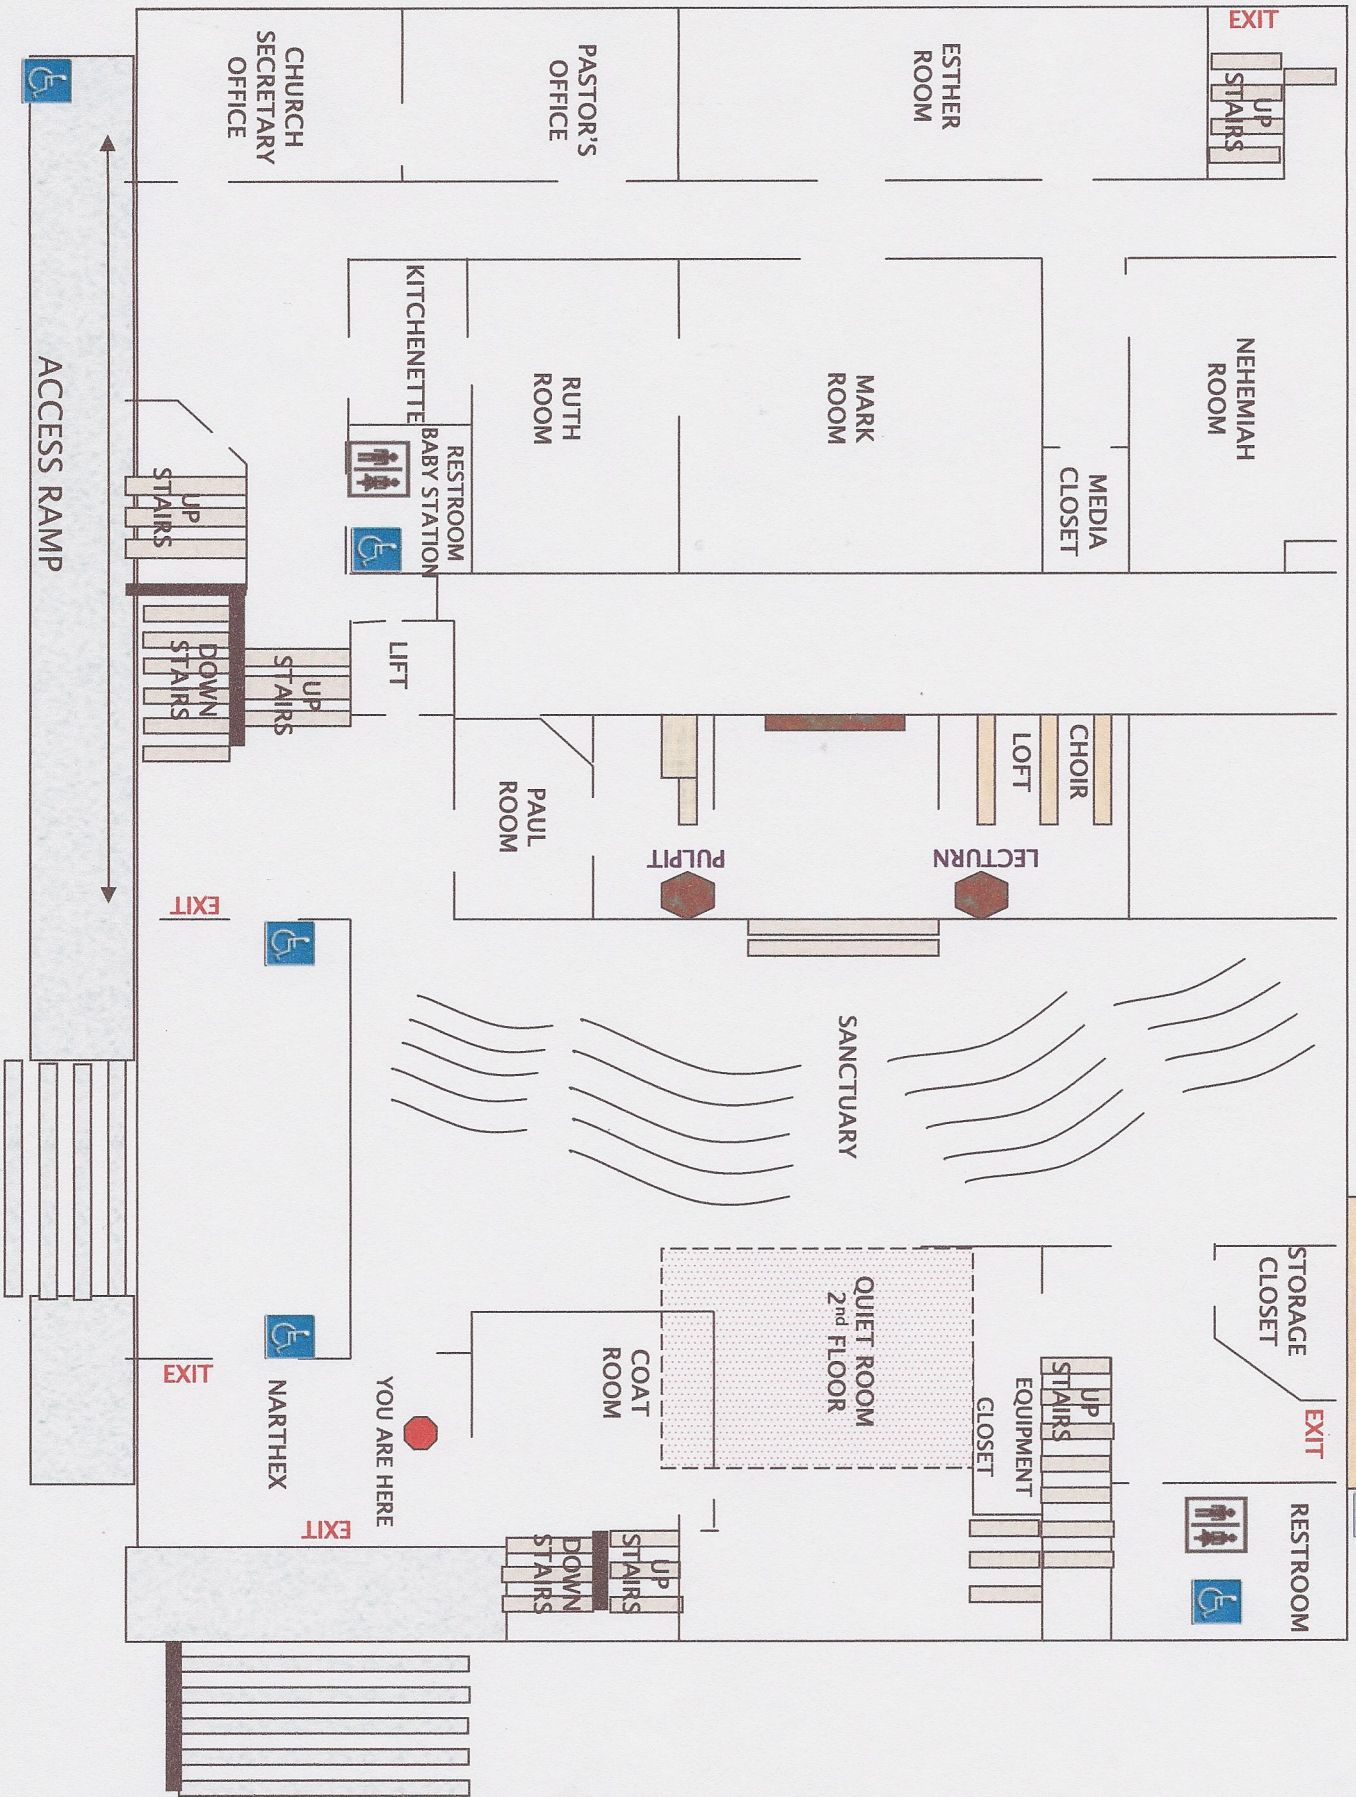 CHURCH
SECRETARY
OFFICE
PASTOR'S
OFFICE
ESTHER
ROOM
EXIT
UP
STAIRS
ACCESS RAMP
KITCHENETTE
RESTROOM
BABY STATION
RUTH
ROOM
MARK
ROOM
MEDIA
CLOSET
NEHEMIAH
ROOM
UP
STAIRS
DOWN
STAIRS
UP
STAIRS
LIFT
PAUL
ROOM
PULPIT
LECTURN
CHOIR
LOFT
EXIT
SANCTUARY
QUIET ROOM
2nd FLOOR
COAT
ROOM
EQUIPMENT
CLOSET
UP
STAIRS
STORAGE
CLOSET
EXIT
RESTROOM
EXIT
NARTHEX
YOU ARE HERE
EXIT
DOWN
STAIRS
UP
STAIRS